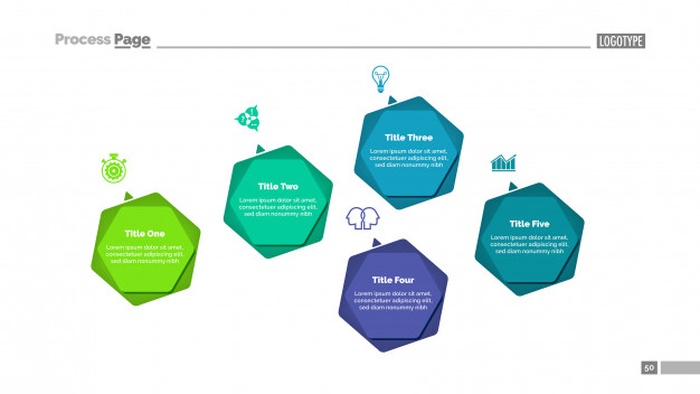 Process Page
LOGOTYPE
Title One
Lorem ipsum dolor sit amet,
consectetuer adipiscing elit,
sed diam nonummy nibh
Title Two
Lorem ipsum dolor sit amet,
consectetuer adipiscing elit,
sed diam nonummy nibh
Title Three
Lorem ipsum dolor sit amet,
consectetuer adipiscing elit,
sed diam nonummy nibh
Title Four
Lorem ipsum dolor sit amet,
consectetuer adipiscing elit,
sed diam nonummy nibh
Title Five
Lorem ipsum dolor sit amet,
consectetuer adipiscing elit,
sed diam nonummy nibh
50